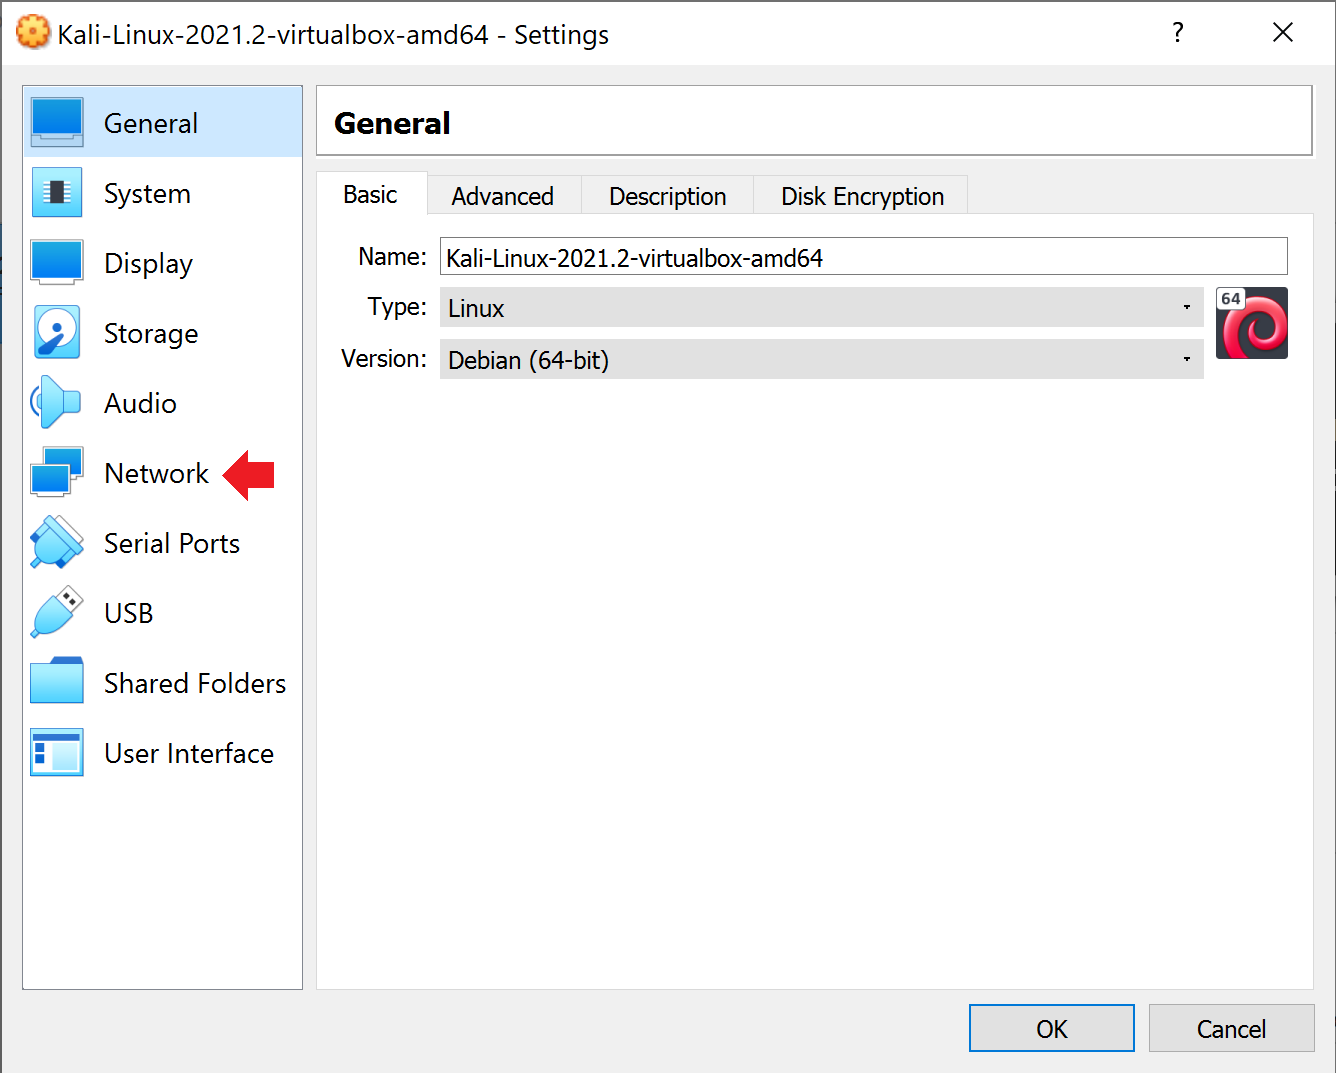 Kali-Linux-2021.2-virtualbox-amd64 - Settings
?
General
System
Display
Storage
Audio
Network
Serial Ports
USB
Shared Folders
User Interface
General
Basic Advanced Description Disk Encryption
Name: Kali-Linux-2021.2-virtualbox-amd64
Type: Linux
64
Version: Debian (64-bit)
OK Cancel